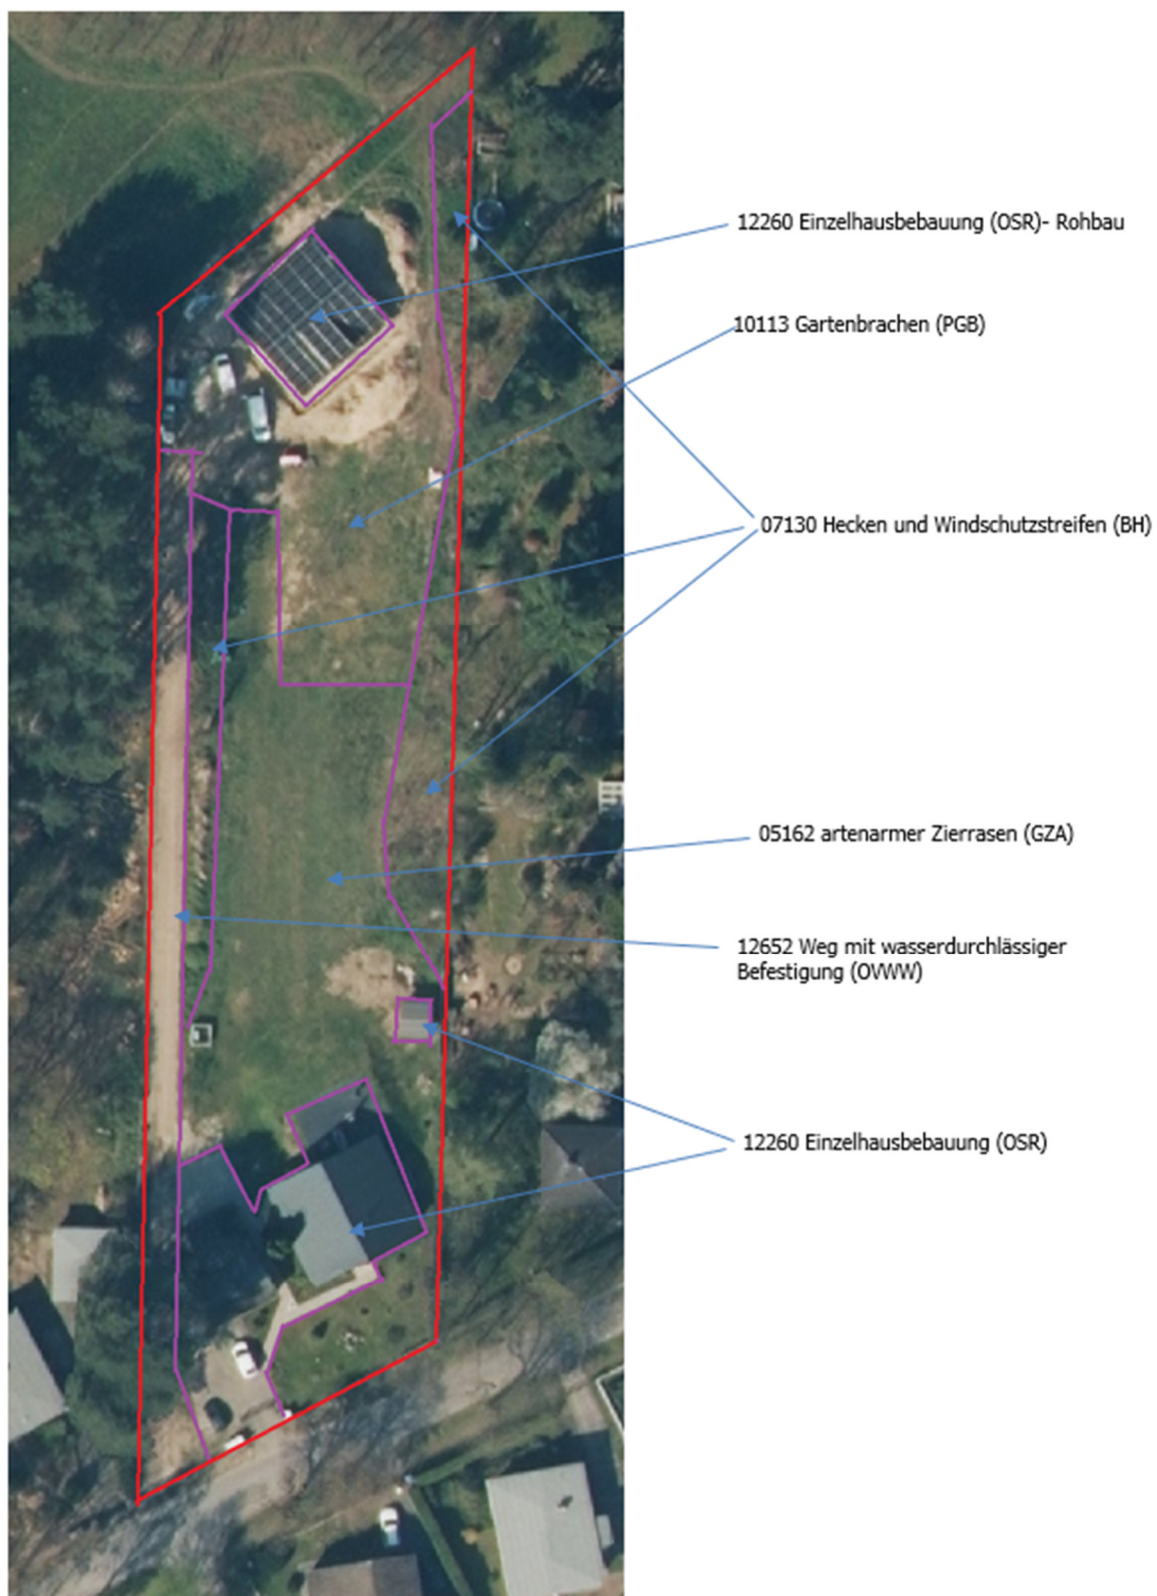 12260 Einzelhausbebauung (OSR)- Rohbau
10113 Gartenbrachen (PGB)
07130 Hecken und Windschutzstreifen (BH)
05162 artenarmer Zierrasen (GZA)
12652 Weg mit wasserdurchlässiger
Befestigung (OVWW)
12260 Einzelhausbebauung (OSR)